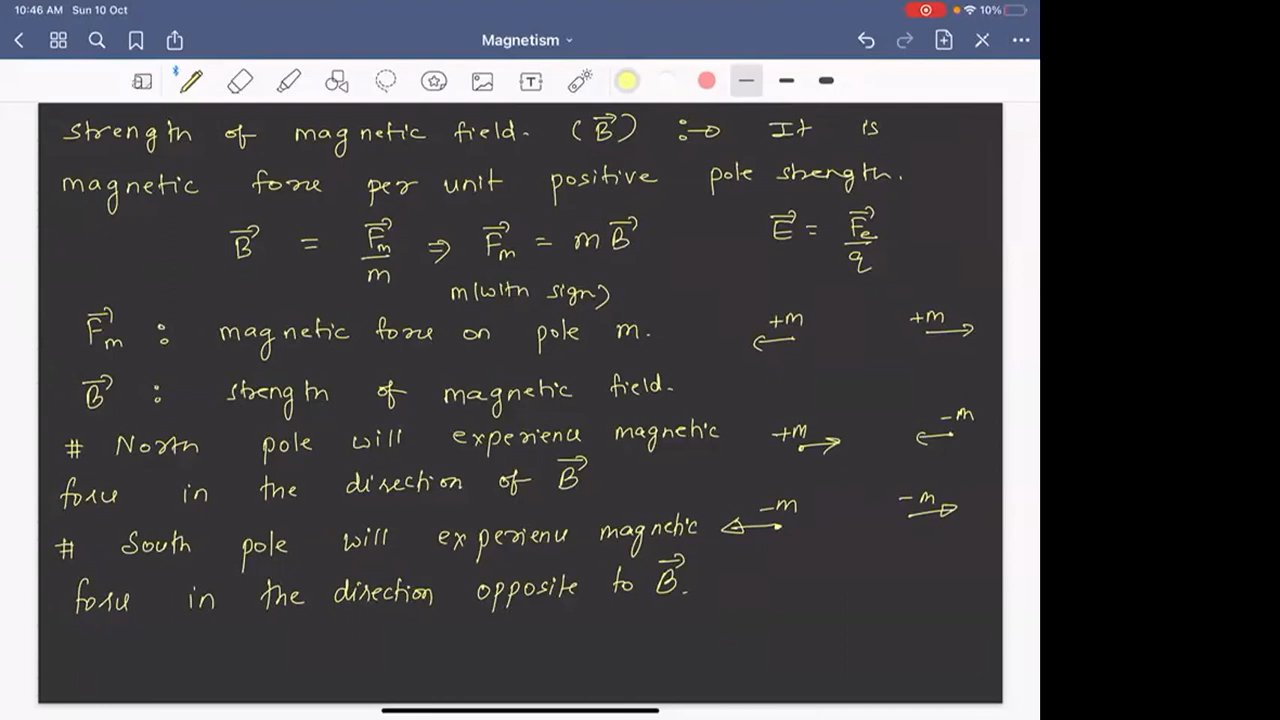 10:46 AM Sun 10 Oct
10%
Magnetism
strength of magnetic field. (B⃗) :→ It is
magnetic force per unit positive pole strength.
B⃗ = F⃗m/m ⇒ F⃗m = m B⃗ E⃗ = F⃗e/q
m(with sign)
F⃗m : magnetic force on pole m. +m +m
B⃗ : strength of magnetic field.
# North pole will experience magnetic +m -m
force in the direction of B⃗
# South pole will experience magnetic -m -m
force in the direction opposite to B⃗.